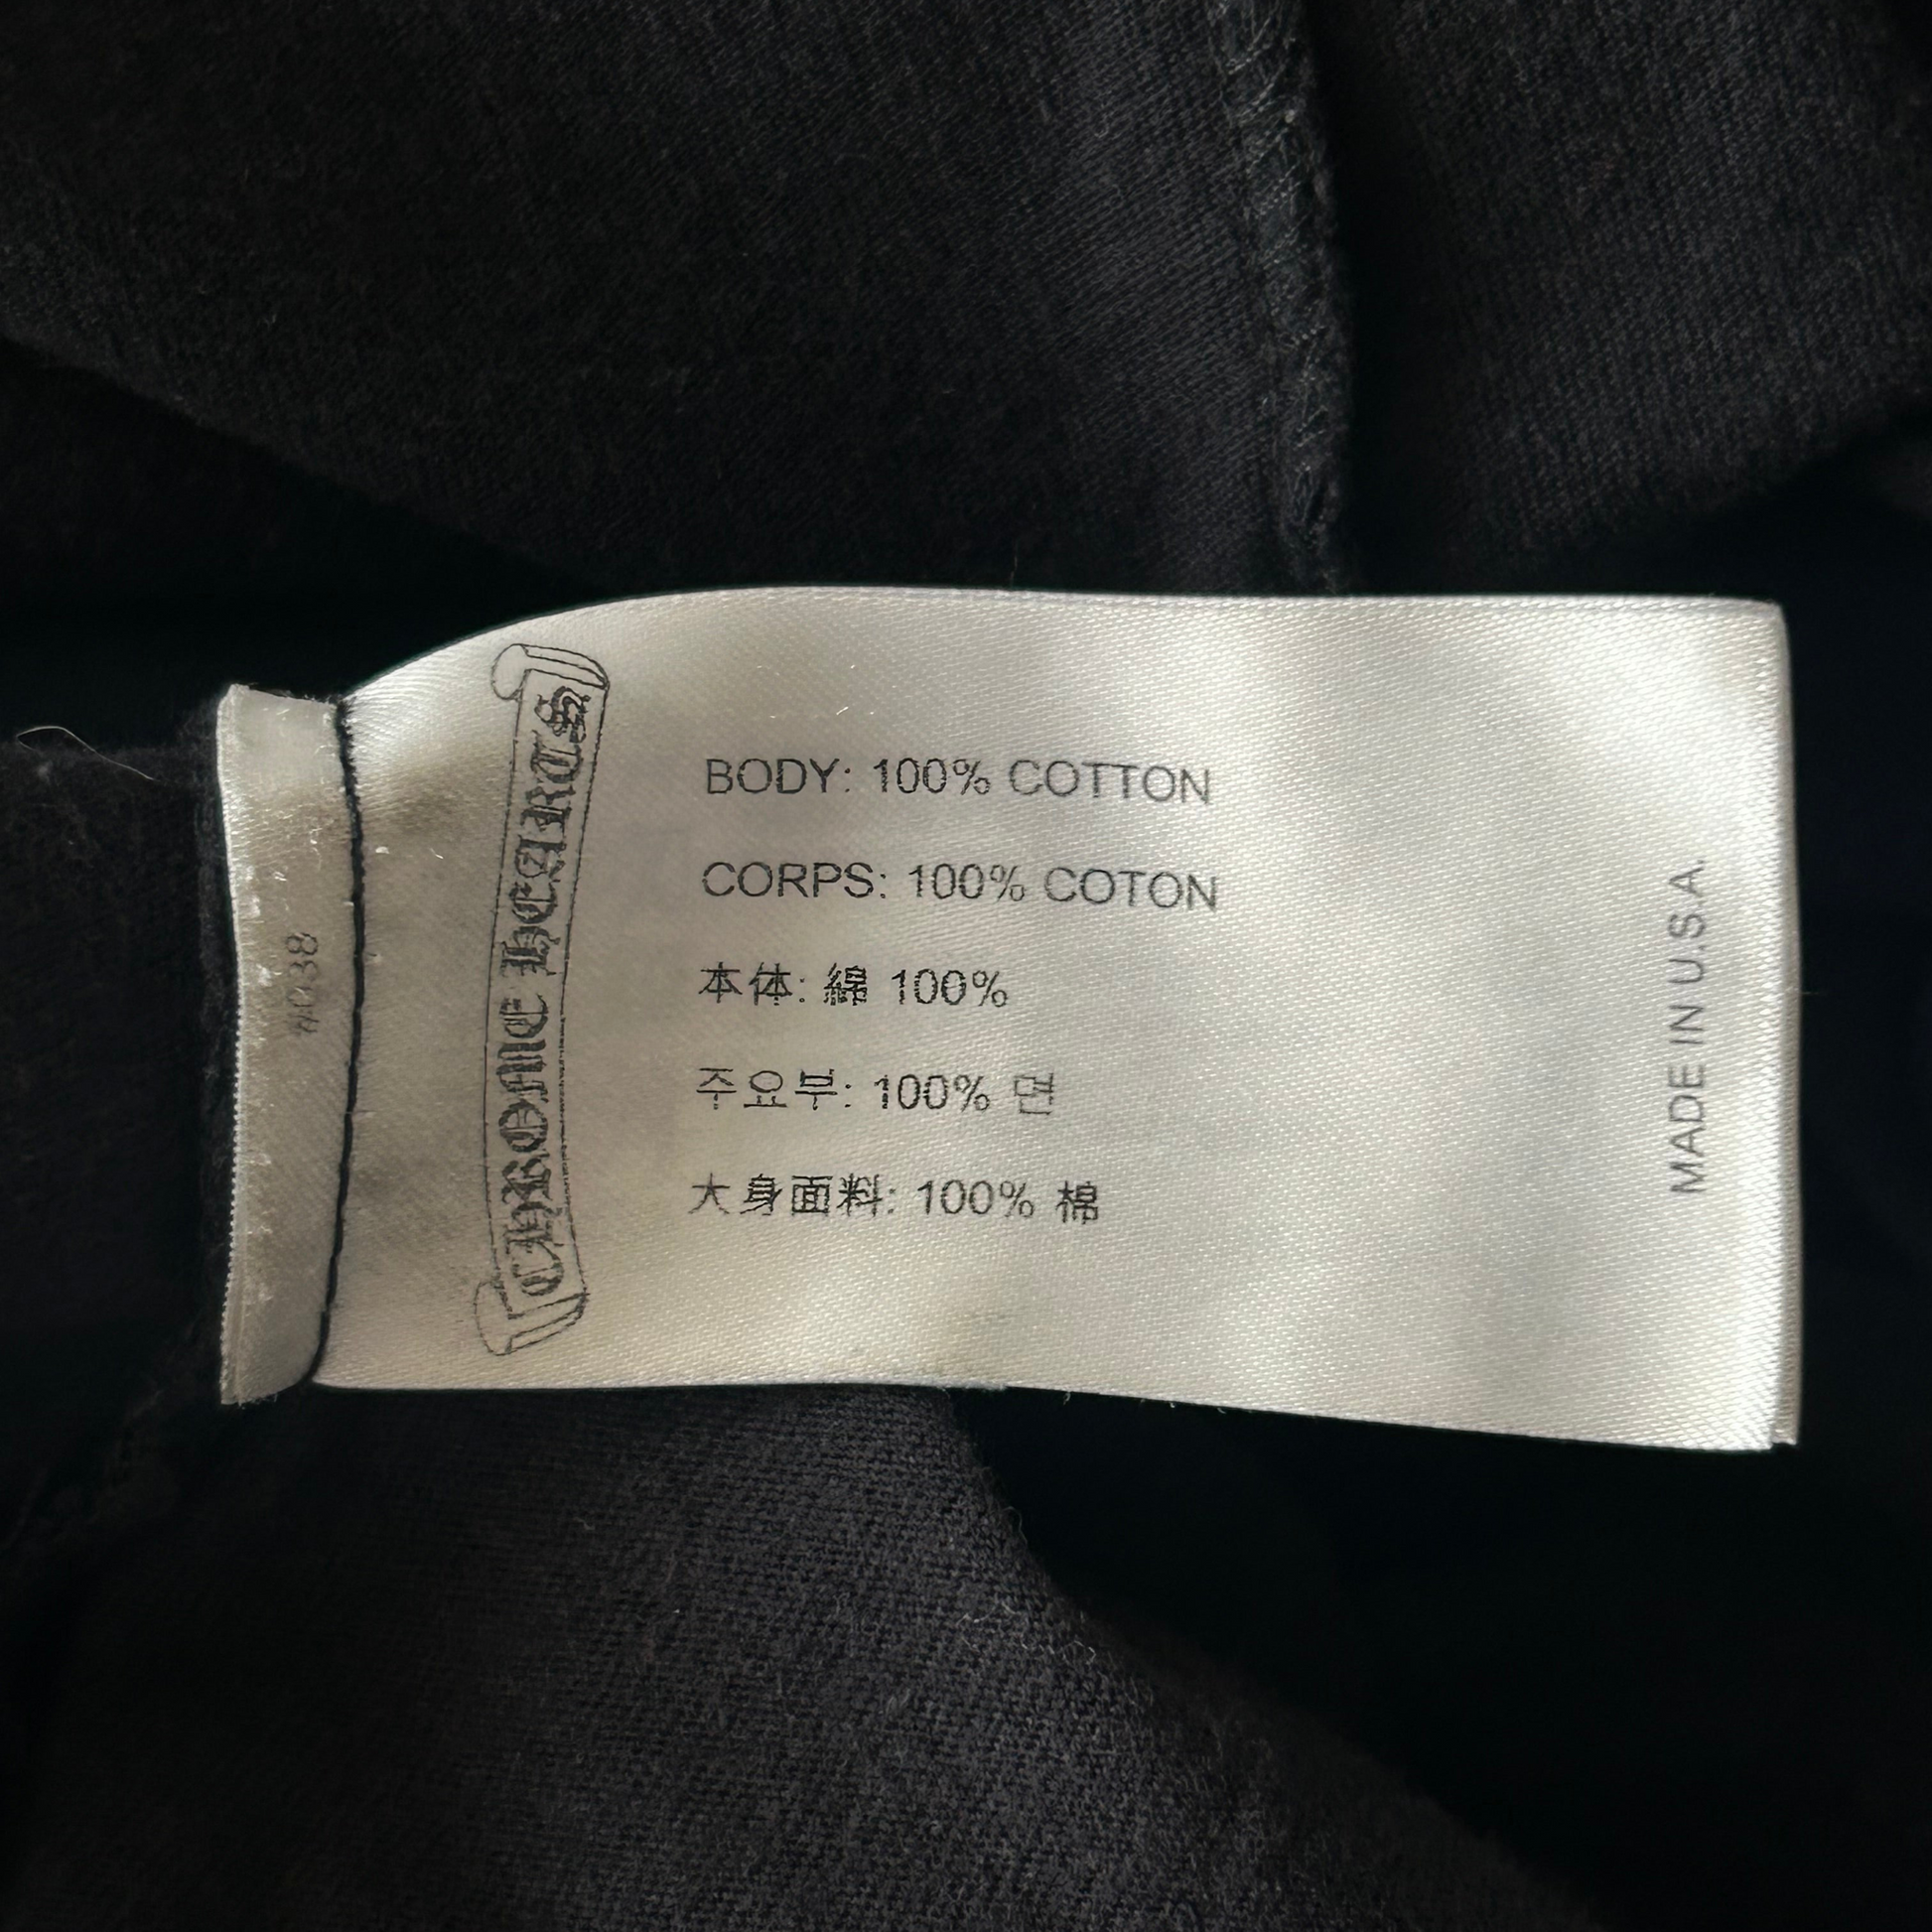 #038
CHROME HEARTS
BODY: 100% COTTON
CORPS: 100% COTON
本体: 綿 100%
주요부: 100% 면
大身面料: 100% 棉
MADE IN U.S.A.